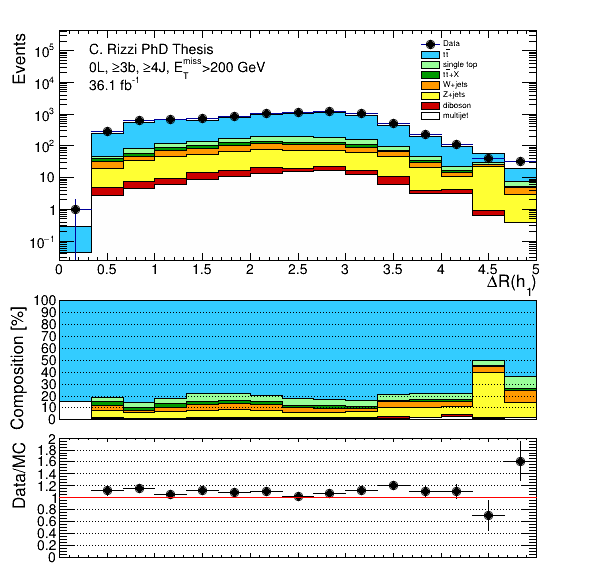 Events
10⁵
10⁴
10³
10²
10
1
10⁻¹
C. Rizzi PhD Thesis
0L, ≥3b, ≥4J, E_T^miss>200 GeV
36.1 fb⁻¹
Data
tt̄
single top
tt̄+X
W+jets
Z+jets
diboson
multijet
0 0.5 1 1.5 2 2.5 3 3.5 4 4.5 5
ΔR(h₁)
Composition [%]
100
90
80
70
60
50
40
30
20
10
0
Data/MC
2
1.8
1.6
1.4
1.2
1
0.8
0.6
0.4
0.2
0